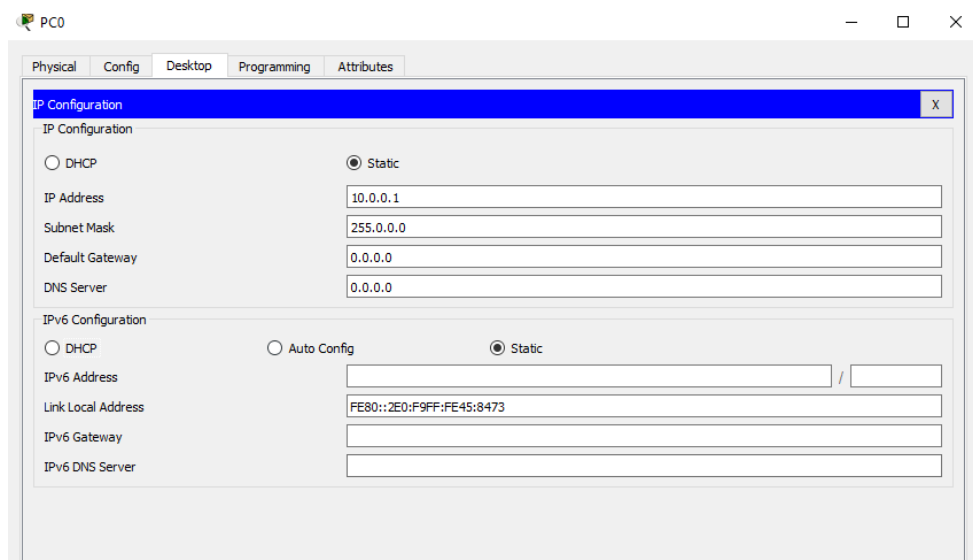 PC0
Physical Config Desktop Programming Attributes
IP Configuration X
IP Configuration
DHCP Static
IP Address 10.0.0.1
Subnet Mask 255.0.0.0
Default Gateway 0.0.0.0
DNS Server 0.0.0.0
IPv6 Configuration
DHCP Auto Config Static
IPv6 Address /
Link Local Address FE80::2E0:F9FF:FE45:8473
IPv6 Gateway
IPv6 DNS Server